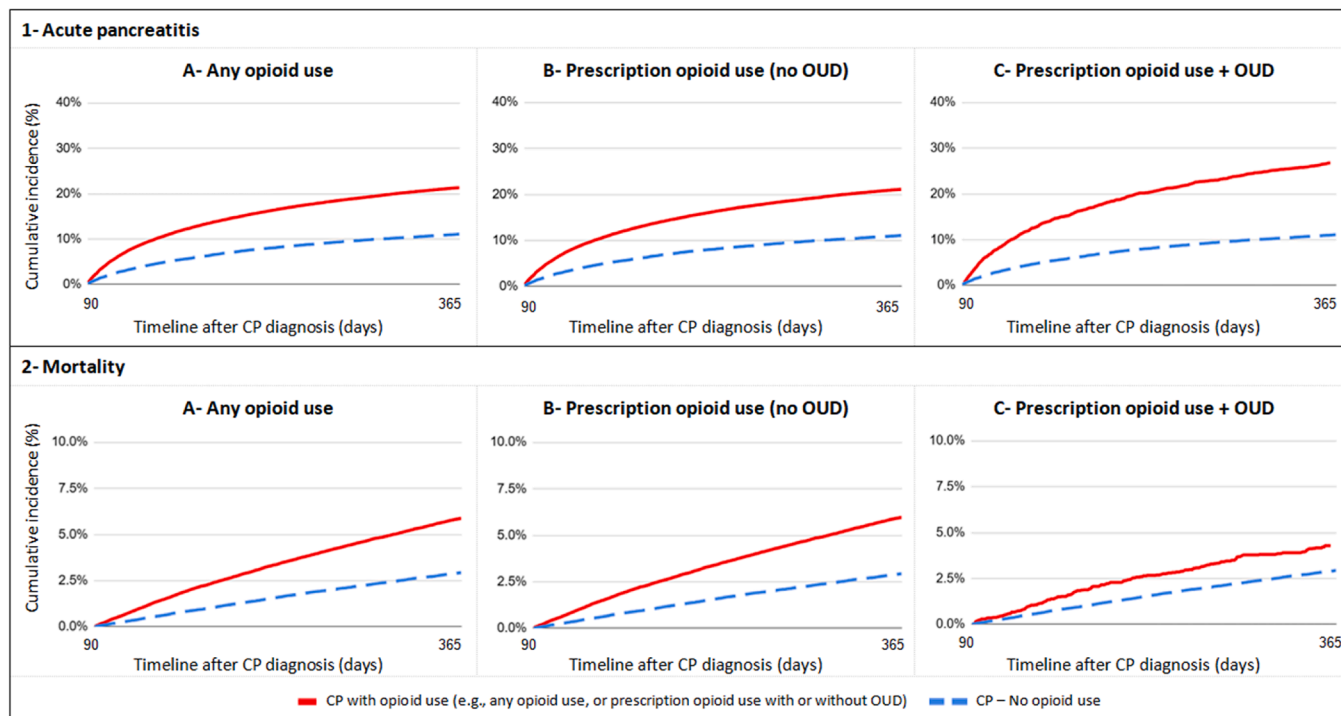 1- Acute pancreatitis
A- Any opioid use
B- Prescription opioid use (no OUD)
C- Prescription opioid use + OUD
Cumulative incidence (%)
40%
30%
20%
10%
0%
90
365
Timeline after CP diagnosis (days)
40%
30%
20%
10%
0%
90
365
Timeline after CP diagnosis (days)
40%
30%
20%
10%
0%
90
365
Timeline after CP diagnosis (days)
2- Mortality
A- Any opioid use
B- Prescription opioid use (no OUD)
C- Prescription opioid use + OUD
Cumulative incidence (%)
10.0%
7.5%
5.0%
2.5%
0.0%
90
365
Timeline after CP diagnosis (days)
10.0%
7.5%
5.0%
2.5%
0.0%
90
365
Timeline after CP diagnosis (days)
10.0%
7.5%
5.0%
2.5%
0.0%
90
365
Timeline after CP diagnosis (days)
CP with opioid use (e.g., any opioid use, or prescription opioid use with or without OUD)
CP – No opioid use